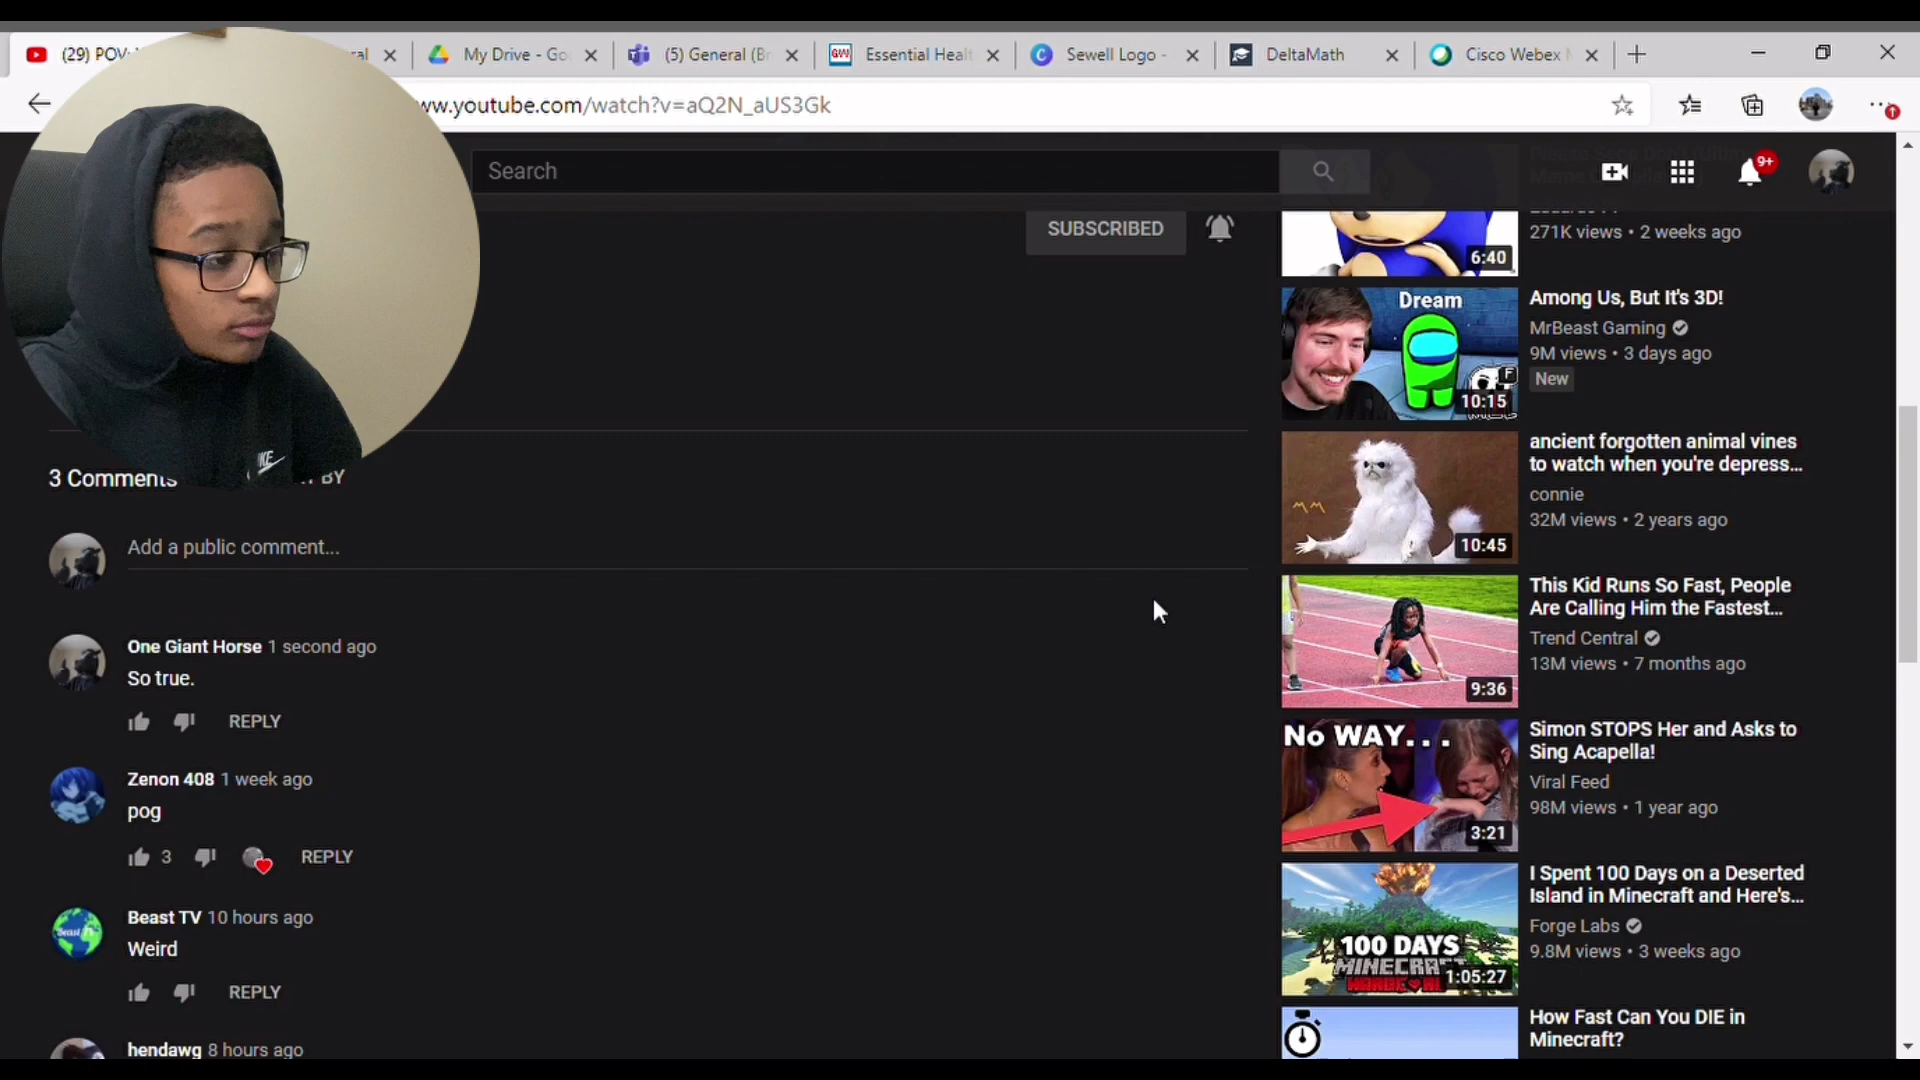 (29) POV:
My Drive - Go
(5) General (Br
GW
Essential Healt
C
Sewell Logo -
DeltaMath
Cisco Webex
ww.youtube.com/watch?v=aQ2N_aUS3Gk
Search
9+
SUBSCRIBED
271K views • 2 weeks ago
6:40
Dream
10:15
Among Us, But It's 3D!
MrBeast Gaming
9M views • 3 days ago
New
3 Comments
BY
Add a public comment...
ancient forgotten animal vines
to watch when you're depress...
connie
32M views • 2 years ago
10:45
This Kid Runs So Fast, People
Are Calling Him the Fastest...
Trend Central
13M views • 7 months ago
9:36
One Giant Horse 1 second ago
So true.
REPLY
Zenon 408 1 week ago
pog
3 REPLY
No WAY...
3:21
Simon STOPS Her and Asks to
Sing Acapella!
Viral Feed
98M views • 1 year ago
Beast TV 10 hours ago
Weird
REPLY
100 DAYS
MINECRAFT
1:05:27
I Spent 100 Days on a Deserted
Island in Minecraft and Here's...
Forge Labs
9.8M views • 3 weeks ago
hendawg 8 hours ago
How Fast Can You DIE in
Minecraft?